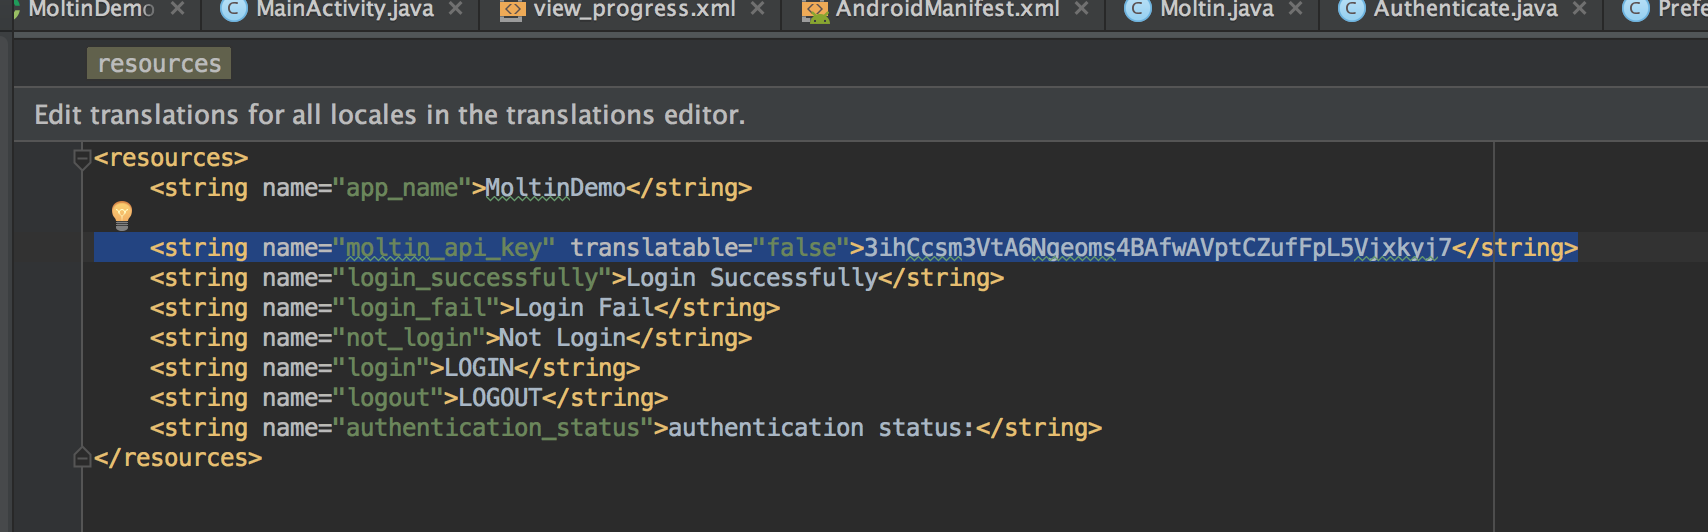 MoltinDemo MainActivity.java view_progress.xml AndroidManifest.xml Moltin.java Authenticate.java Prefe
resources
Edit translations for all locales in the translations editor.
<resources>
<string name="app_name">MoltinDemo</string>
<string name="moltin_api_key" translatable="false">3ihCcsm3VtA6Ngeoms4BAfwAVptCZufFpL5Vjxkyj7</string>
<string name="login_successfully">Login Successfully</string>
<string name="login_fail">Login Fail</string>
<string name="not_login">Not Login</string>
<string name="login">LOGIN</string>
<string name="logout">LOGOUT</string>
<string name="authentication_status">authentication status:</string>
</resources>